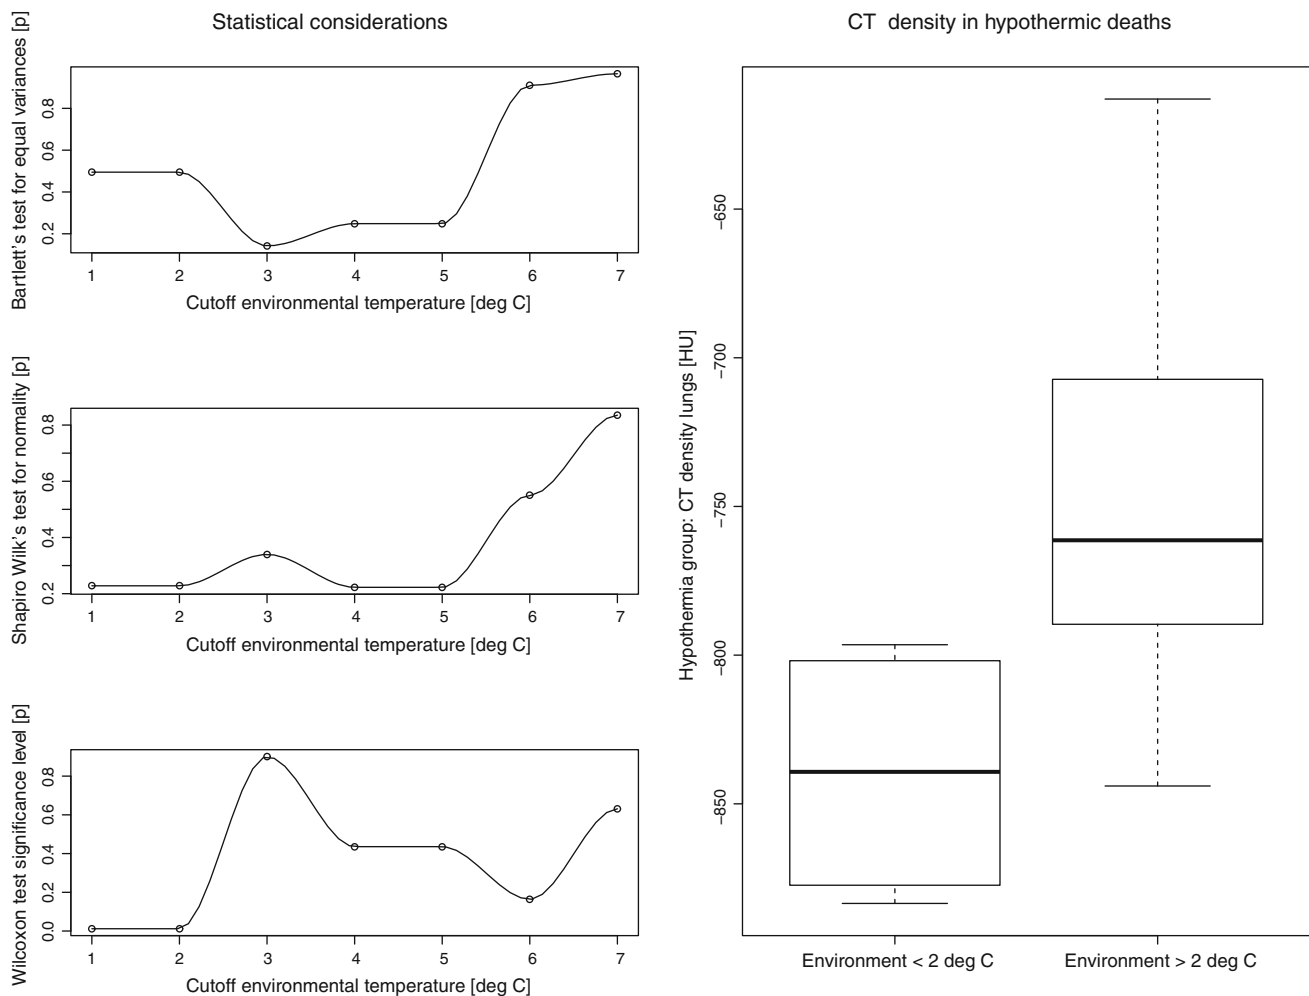 Statistical considerations
Bartlett's test for equal variances [p]
0.8
0.6
0.4
0.2
1 2 3 4 5 6 7
Cutoff environmental temperature [deg C]
Shapiro Wilk's test for normality [p]
0.8
0.6
0.4
0.2
1 2 3 4 5 6 7
Cutoff environmental temperature [deg C]
Wilcoxon test significance level [p]
0.8
0.6
0.4
0.2
0.0
1 2 3 4 5 6 7
Cutoff environmental temperature [deg C]
CT density in hypothermic deaths
Hypothermia group: CT density lungs [HU]
−650
−700
−750
−800
−850
Environment < 2 deg C
Environment > 2 deg C